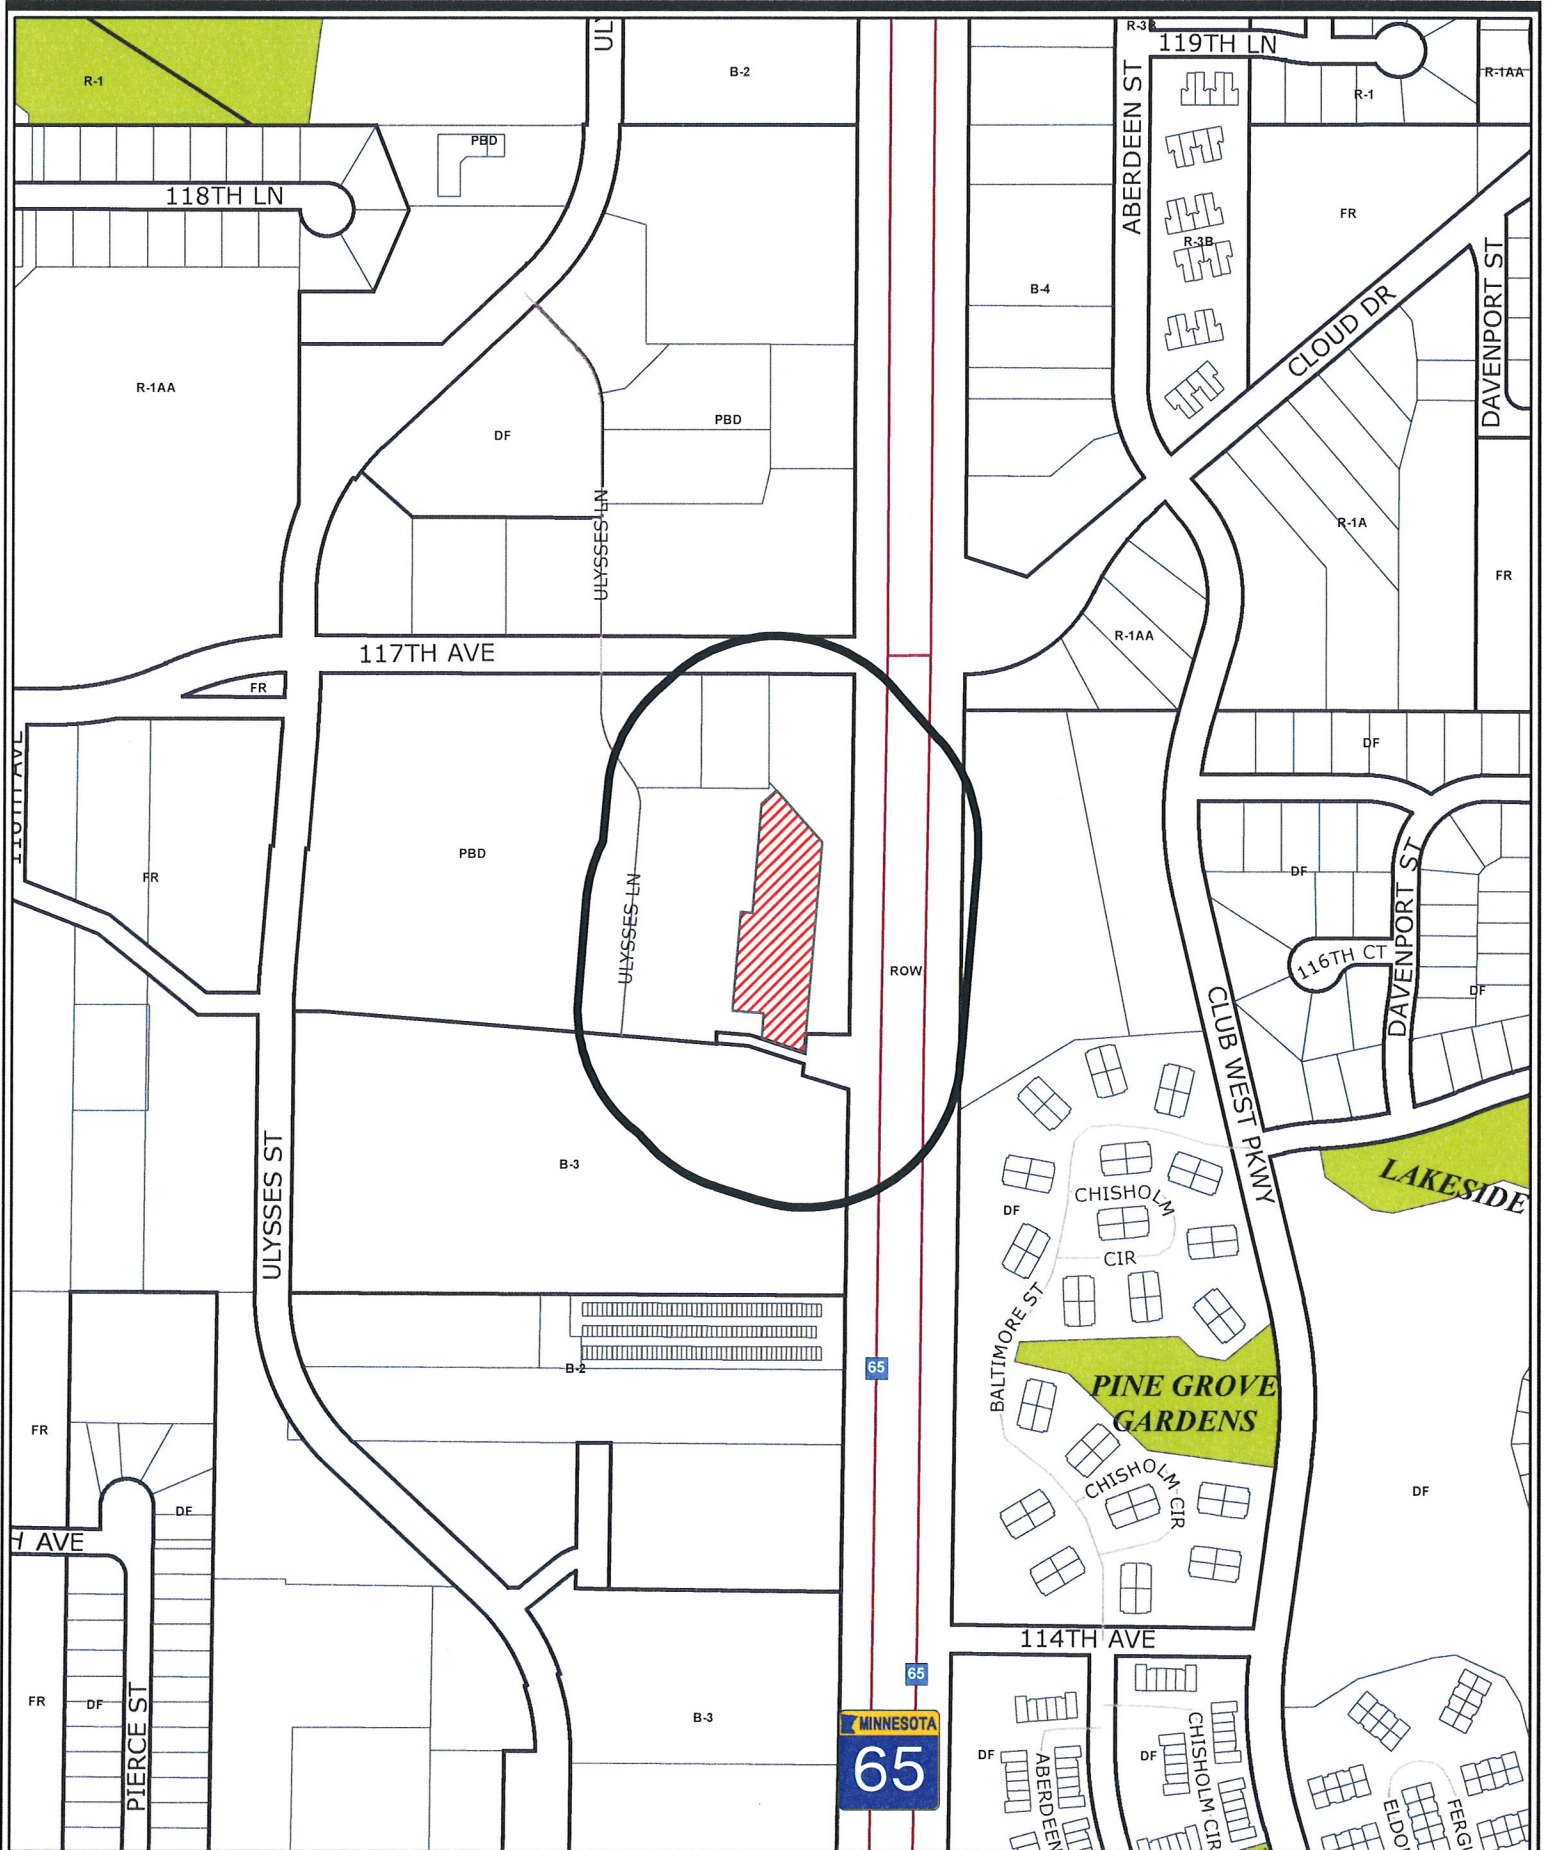 R-3B
119TH LN
B-2
R-1
R-1AA
R-1
ABERDEEN ST
PBD
118TH LN
FR
R-3B
DAVENPORT ST
B-4
CLOUD DR
R-1AA
PBD
DF
ULYSSES LN
R-1A
FR
R-1AA
117TH AVE
FR
DF
PBD
FR
DF
ULYSSES LN
DAVENPORT ST
116TH CT
ROW
DF
CLUB WEST PKWY
ULYSSES ST
B-3
LAKESIDE
CHISHOLM
CIR
DF
BALTIMORE ST
B-2
65
PINE GROVE
GARDENS
FR
CHISHOLM CIR
DF
DF
H AVE
114TH AVE
65
FR
DF
PIERCE ST
B-3
MINNESOTA
65
DF
ABERDEEN
DF
CHISHOLM CIR